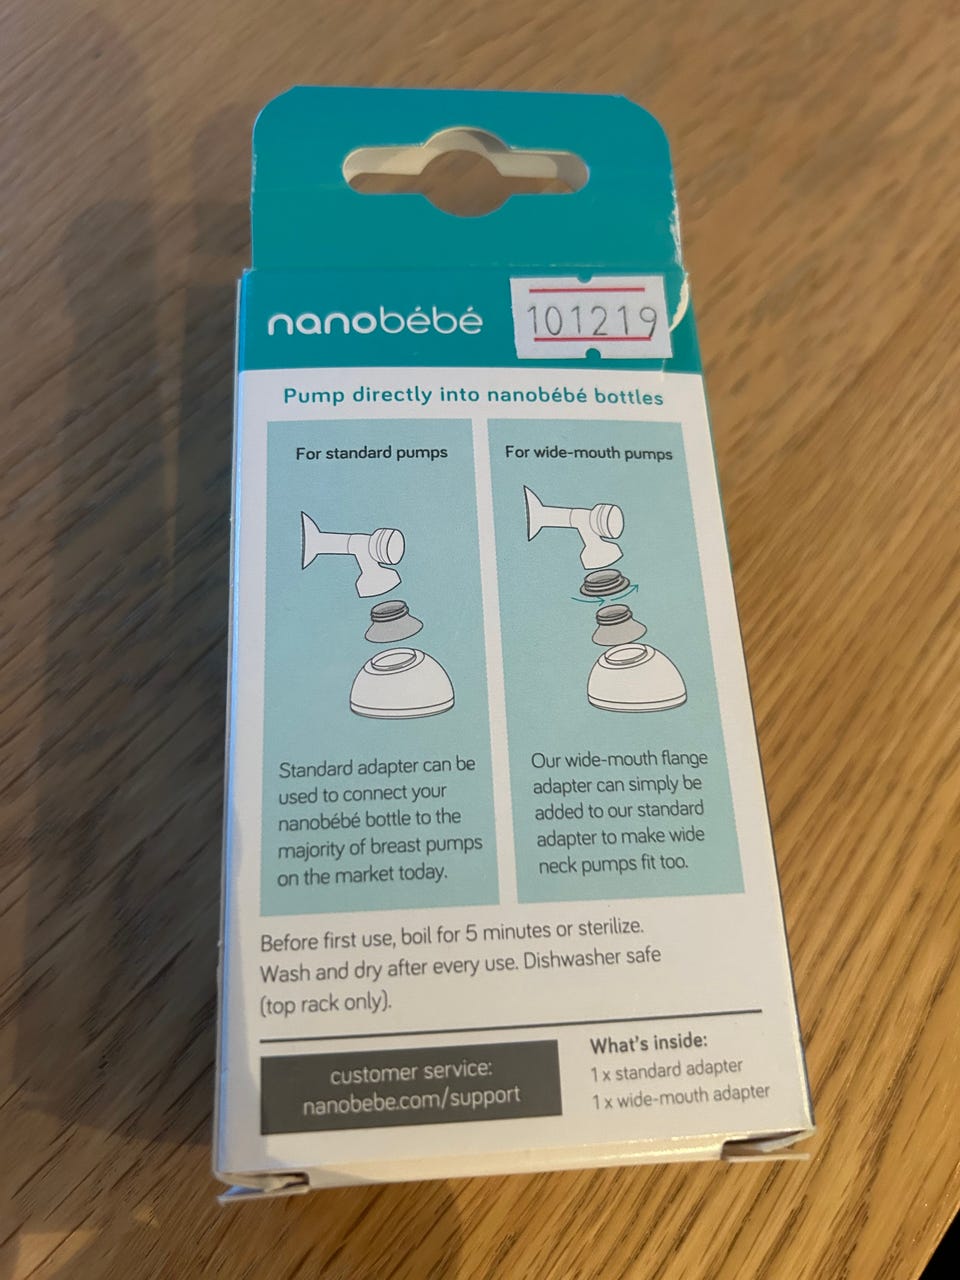 nanobébé
101219
Pump directly into nanobébé bottles
For standard pumps
Standard adapter can be
used to connect your
nanobébé bottle to the
majority of breast pumps
on the market today.
For wide-mouth pumps
Our wide-mouth flange
adapter can simply be
added to our standard
adapter to make wide
neck pumps fit too.
Before first use, boil for 5 minutes or sterilize.
Wash and dry after every use. Dishwasher safe
(top rack only).
customer service:
nanobebe.com/support
What's inside:
1 x standard adapter
1 x wide-mouth adapter